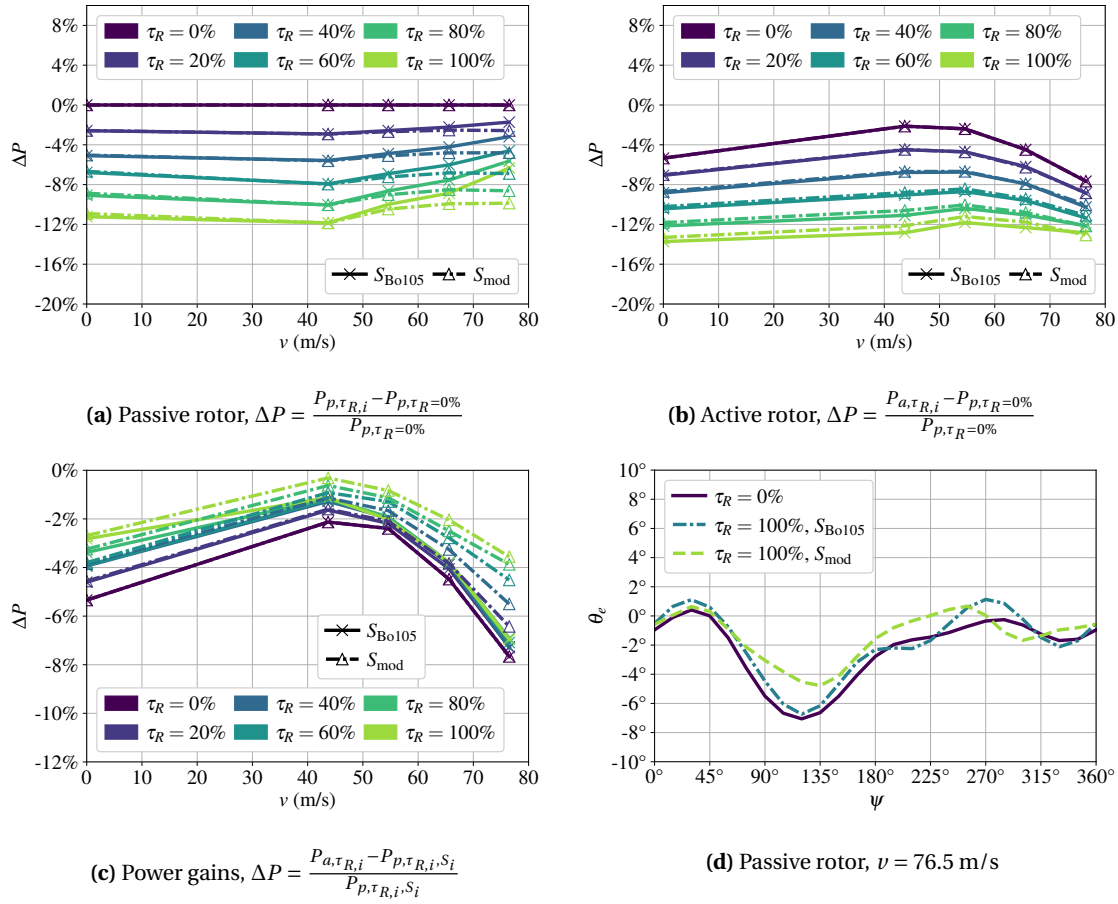 8%
4%
0%
-4%
-8%
-12%
-16%
-20%
ΔP
τ_R = 0% τ_R = 40% τ_R = 80%
τ_R = 20% τ_R = 60% τ_R = 100%
S_Bo105 S_mod
0 10 20 30 40 50 60 70 80
v (m/s)
(a) Passive rotor, ΔP = \frac{P_{p,τ_{R,i}} − P_{p,τ_R=0%}}{P_{p,τ_R=0%}}
8%
4%
0%
-4%
-8%
-12%
-16%
-20%
ΔP
τ_R = 0% τ_R = 40% τ_R = 80%
τ_R = 20% τ_R = 60% τ_R = 100%
S_Bo105 S_mod
0 10 20 30 40 50 60 70 80
v (m/s)
(b) Active rotor, ΔP = \frac{P_{a,τ_{R,i}} − P_{p,τ_R=0%}}{P_{p,τ_R=0%}}
0%
-2%
-4%
-6%
-8%
-10%
-12%
ΔP
S_Bo105
S_mod
τ_R = 0% τ_R = 40% τ_R = 80%
τ_R = 20% τ_R = 60% τ_R = 100%
0 10 20 30 40 50 60 70 80
v (m/s)
(c) Power gains, ΔP = \frac{P_{a,τ_{R,i}} − P_{p,τ_{R,i},S_i}}{P_{p,τ_{R,i},S_i}}
10°
8°
6°
4°
2°
0°
-2°
-4°
-6°
-8°
-10°
θ_e
τ_R = 0%
τ_R = 100%, S_Bo105
τ_R = 100%, S_mod
0° 45° 90° 135° 180° 225° 270° 315° 360°
ψ
(d) Passive rotor, v = 76.5 m/s